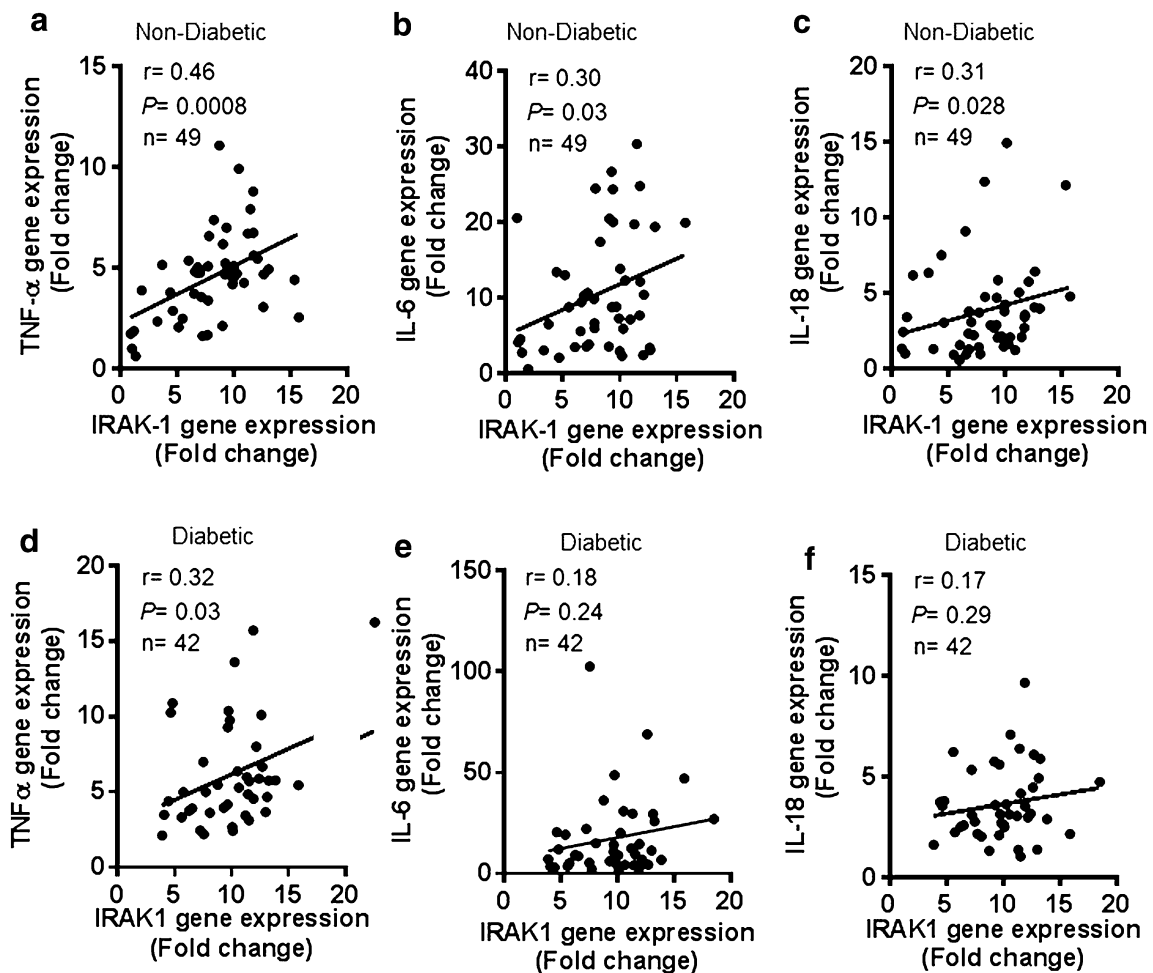 a
Non-Diabetic
r= 0.46
P= 0.0008
n= 49
15
10
5
0
0 5 10 15 20
TNF-α gene expression
(Fold change)
IRAK-1 gene expression
(Fold change)
b
Non-Diabetic
r= 0.30
P= 0.03
n= 49
40
30
20
10
0
0 5 10 15 20
IL-6 gene expression
(Fold change)
IRAK-1 gene expression
(Fold change)
c
Non-Diabetic
r= 0.31
P= 0.028
n= 49
20
15
10
5
0
0 5 10 15 20
IL-18 gene expression
(Fold change)
IRAK-1 gene expression
(Fold change)
d
Diabetic
r= 0.32
P= 0.03
n= 42
20
15
10
5
0
0 5 10 15 20
TNFα gene expression
(Fold change)
IRAK1 gene expression
(Fold change)
e
Diabetic
r= 0.18
P= 0.24
n= 42
150
100
50
0
0 5 10 15 20
IL-6 gene expression
(Fold change)
IRAK1 gene expression
(Fold change)
f
Diabetic
r= 0.17
P= 0.29
n= 42
15
10
5
0
0 5 10 15 20
IL-18 gene expression
(Fold change)
IRAK1 gene expression
(Fold change)